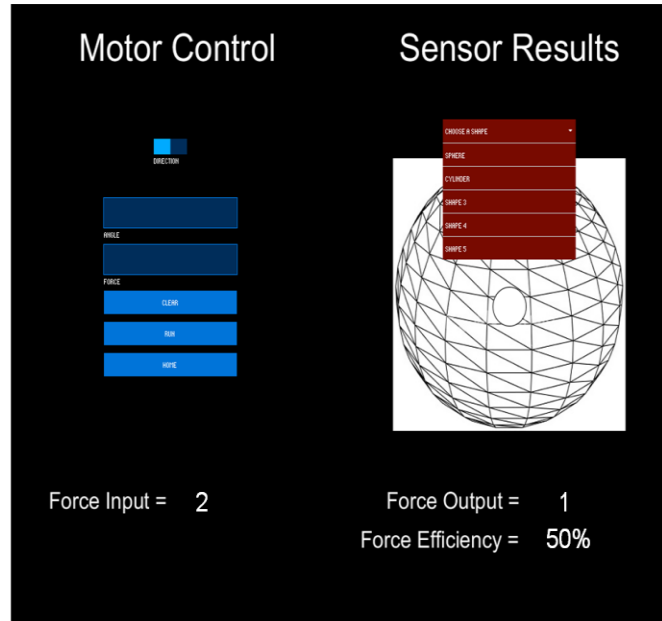 Motor Control
DIRECTION
ANGLE
FORCE
CLEAR
RUN
HOME
Force Input = 2
Sensor Results
CHOOSE A SHAPE
SPHERE
CYLINDER
SHAPE 3
SHAPE 4
SHAPE 5
Force Output = 1
Force Efficiency = 50%